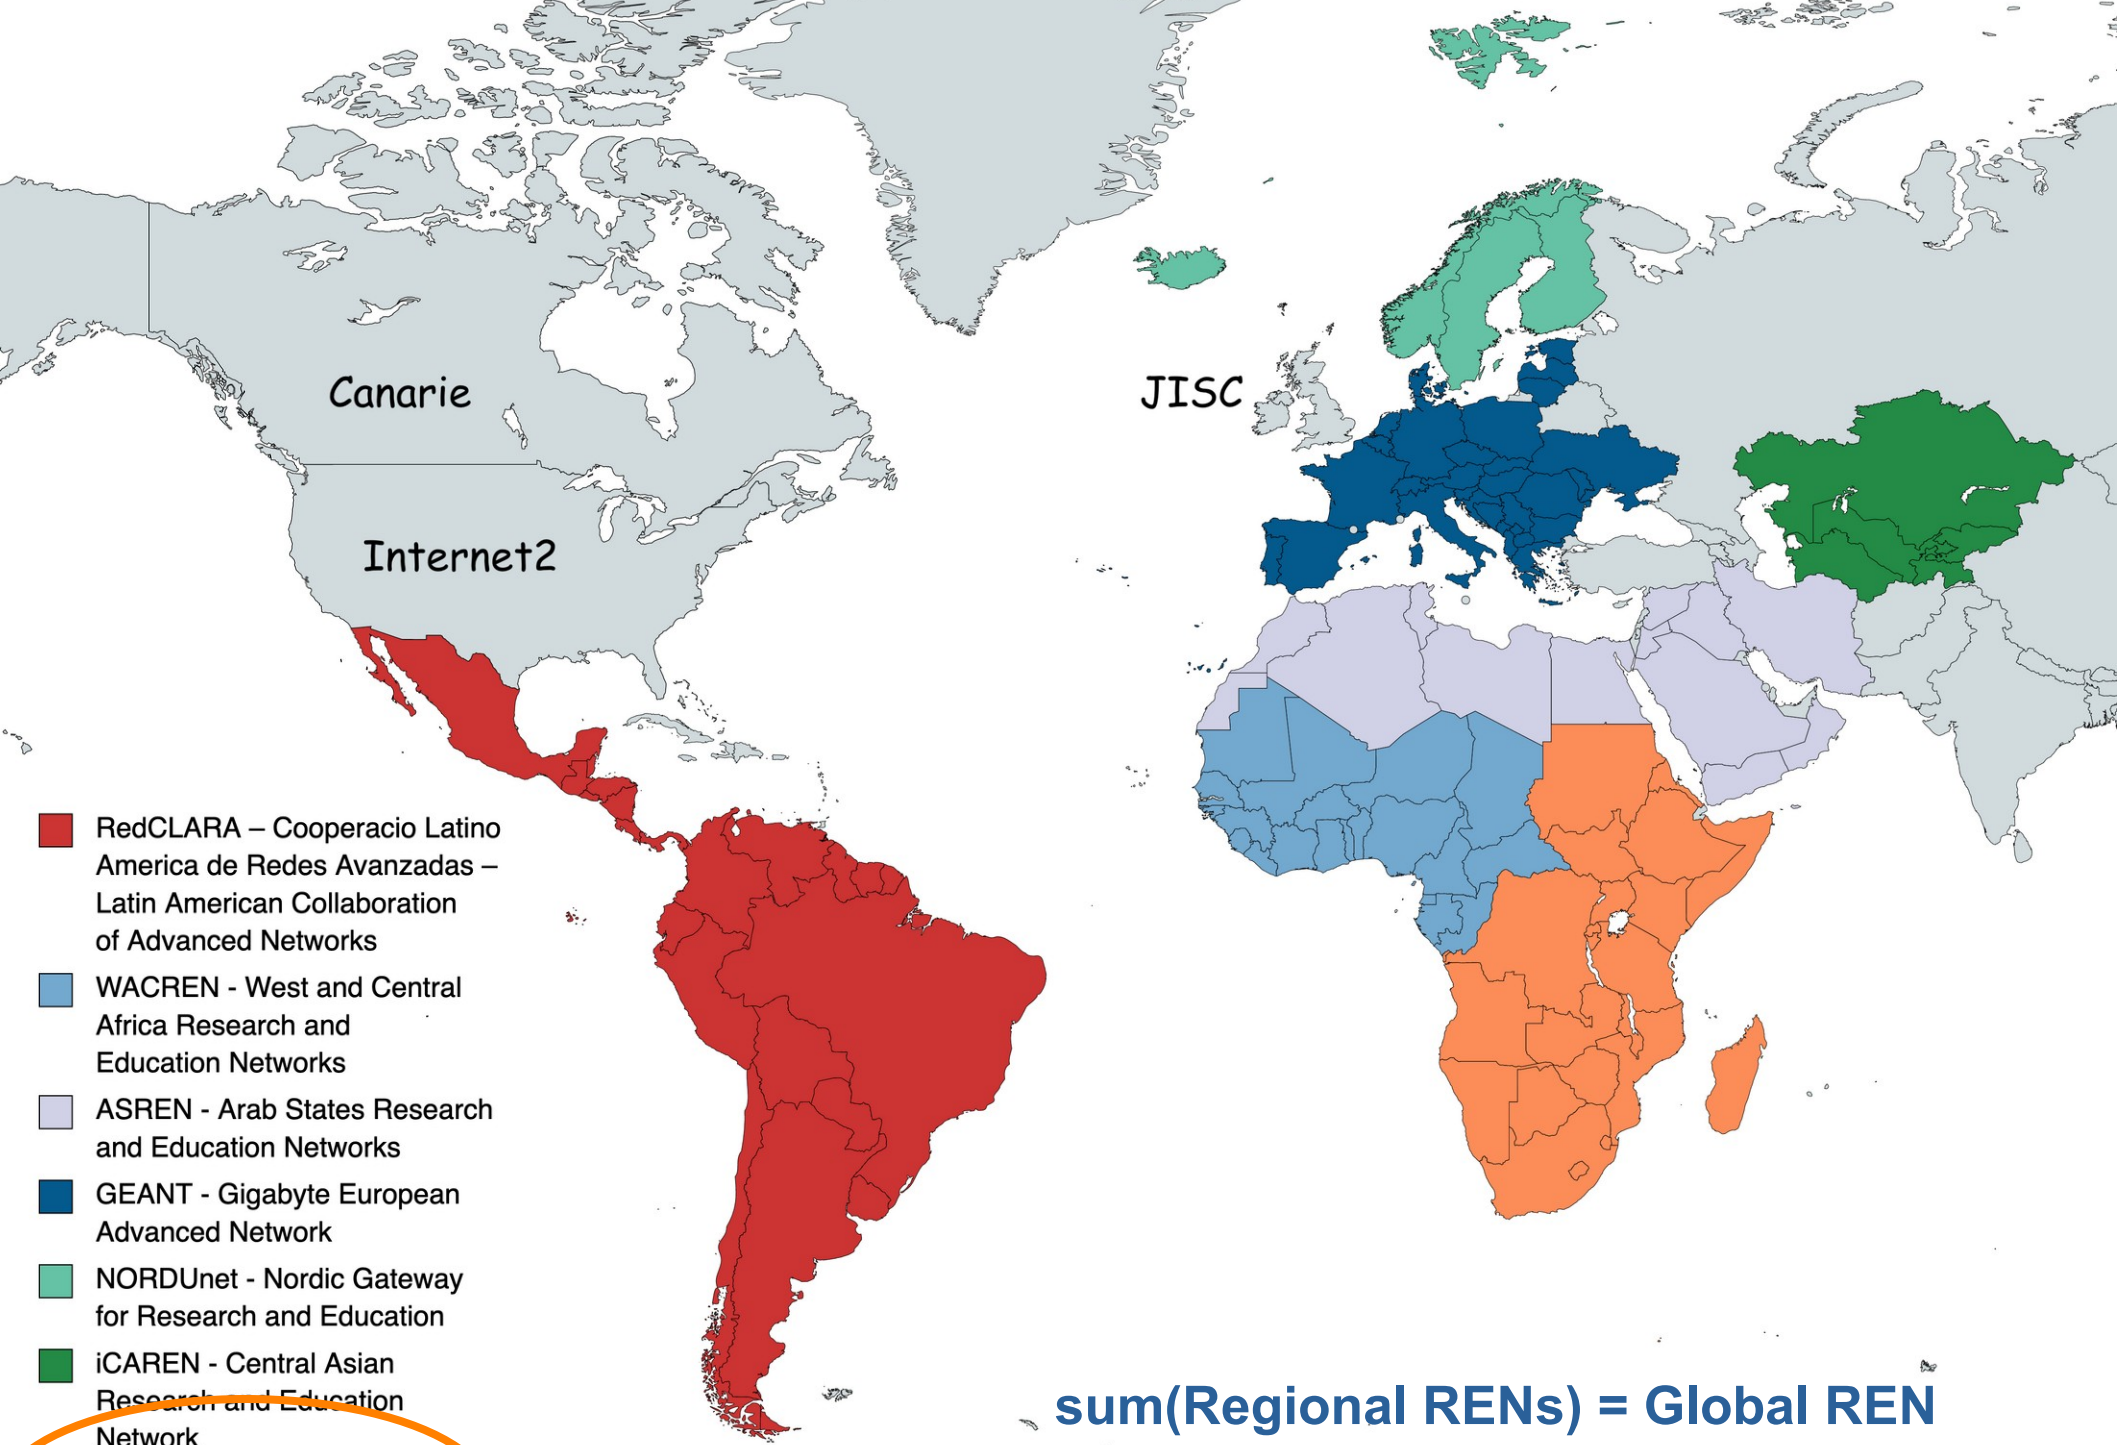 Canarie
JISC
Internet2
RedCLARA – Cooperacio Latino
America de Redes Avanzadas –
Latin American Collaboration
of Advanced Networks
WACREN - West and Central
Africa Research and
Education Networks
ASREN - Arab States Research
and Education Networks
GEANT - Gigabyte European
Advanced Network
NORDUnet - Nordic Gateway
for Research and Education
iCAREN - Central Asian
Research and Education
Network
sum(Regional RENs) = Global REN